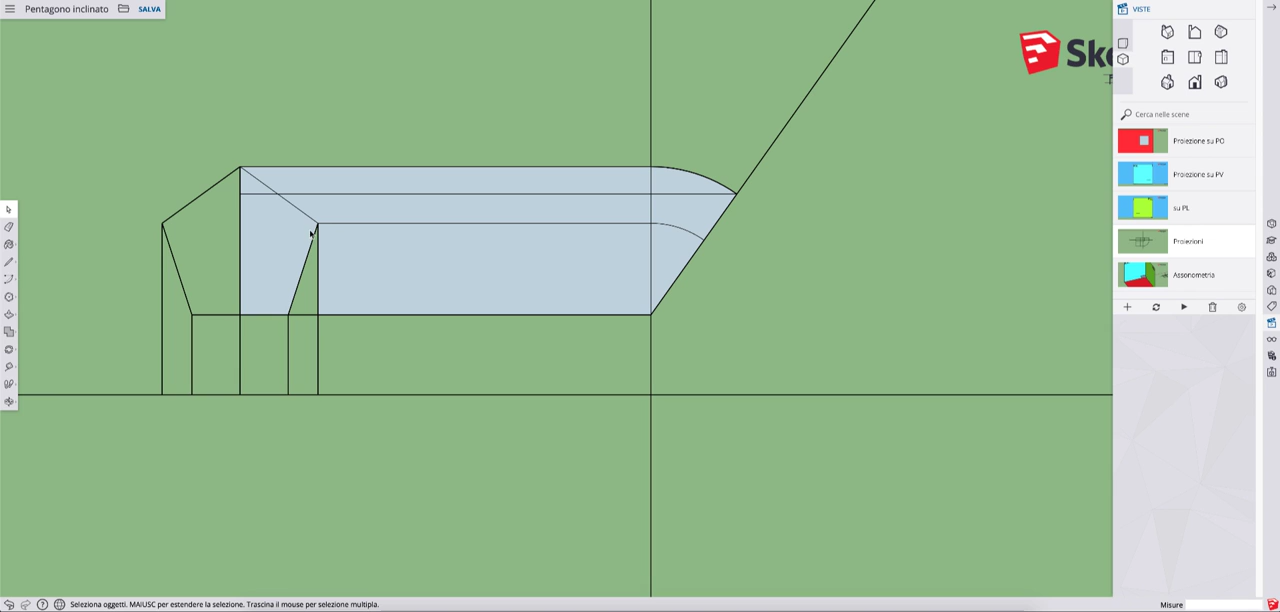 Pentagono inclinato SALVA
Ske
VISTE
Cerca nelle scene
Proiezione su PO
Proiezione su PV
su PL
Proiezioni
Assonometria
Seleziona oggetti. MAIUSC per estendere la selezione. Trascina il mouse per selezione multipla.
Misure